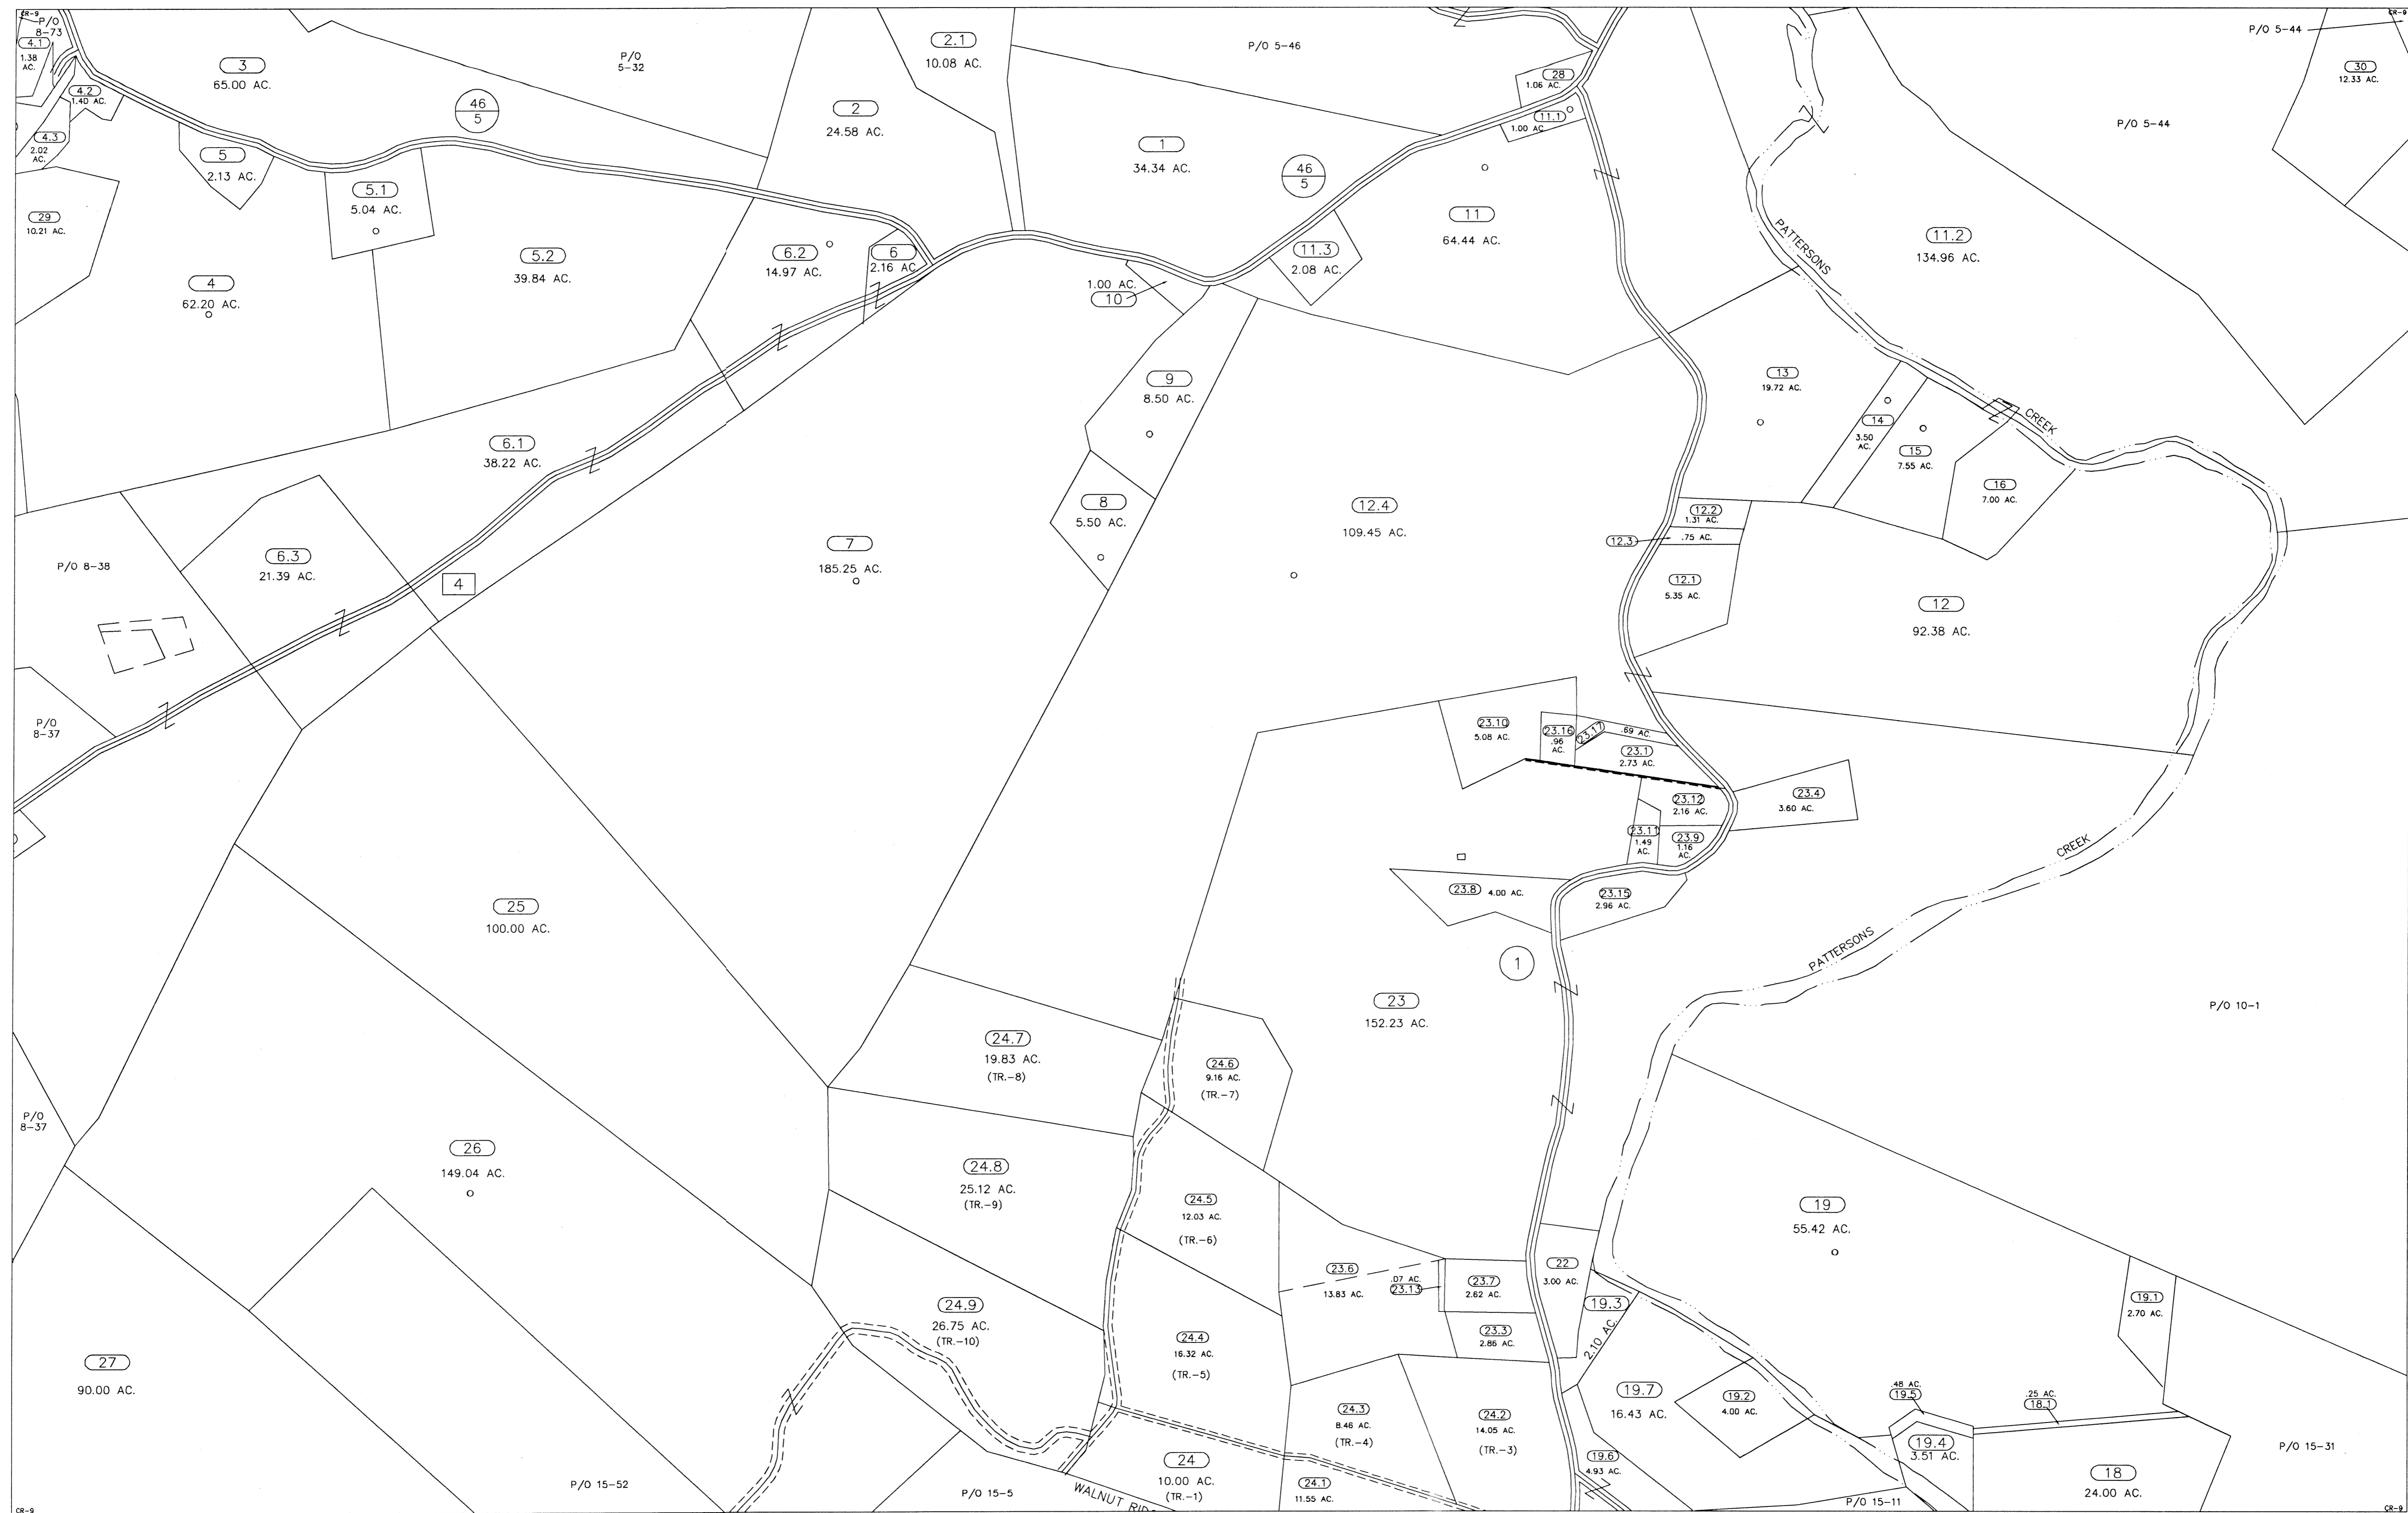 CR-9
P/O
8-73
4.1
1.38
AC.
4.2
1.40 AC.
4.3
2.02
AC.
3
65.00 AC.
P/O
5-32
46
5
2
24.58 AC.
2.1
10.08 AC.
P/O 5-46
1
34.34 AC.
46
5
28
1.06 AC.
11.1
1.00 AC
P/O 5-44
CR-9
30
12.33 AC.
P/O 5-44
5
2.13 AC.
5.1
5.04 AC.
29
10.21 AC.
4
62.20 AC.
5.2
39.84 AC.
6.2
14.97 AC.
6
2.16 AC
1.00 AC.
10
11.3
2.08 AC.
11
64.44 AC.
PATTERSONS
11.2
134.96 AC.
CREEK
9
8.50 AC.
13
19.72 AC.
14
3.50
AC.
15
7.55 AC.
16
7.00 AC.
6.1
38.22 AC.
8
5.50 AC.
12.4
109.45 AC.
12.2
1.31 AC.
12.3
.75 AC.
12.1
5.35 AC.
12
92.38 AC.
P/O 8-38
6.3
21.39 AC.
4
7
185.25 AC.
P/O
8-37
23.10
5.08 AC.
23.16
.96
AC.
23.17
.69 AC.
23.1
2.73 AC.
23.12
2.16 AC.
23.4
3.60 AC.
23.11
1.49
AC.
23.9
1.16
AC.
23.8
4.00 AC.
23.15
2.96 AC.
CREEK
PATTERSONS
25
100.00 AC.
1
23
152.23 AC.
P/O 10-1
24.7
19.83 AC.
(TR.-8)
24.6
9.16 AC.
(TR.-7)
P/O
8-37
26
149.04 AC.
24.8
25.12 AC.
(TR.-9)
24.5
12.03 AC.
(TR.-6)
19
55.42 AC.
23.6
13.83 AC.
.07 AC.
23.13
23.7
2.62 AC.
22
3.00 AC.
19.3
2.10 AC.
19.1
2.70 AC.
24.9
26.75 AC.
(TR.-10)
24.4
16.32 AC.
(TR.-5)
23.3
2.86 AC.
27
90.00 AC.
24.3
8.46 AC.
(TR.-4)
24.2
14.05 AC.
(TR.-3)
19.7
16.43 AC.
19.2
4.00 AC.
.48 AC.
19.5
.25 AC.
18.1
19.4
3.51 AC.
P/O 15-31
19.6
4.93 AC.
18
24.00 AC.
P/O 15-52
P/O 15-5
24
10.00 AC.
(TR.-1)
WALNUT
24.1
11.55 AC.
P/O 15-11
CR-9
CR-9